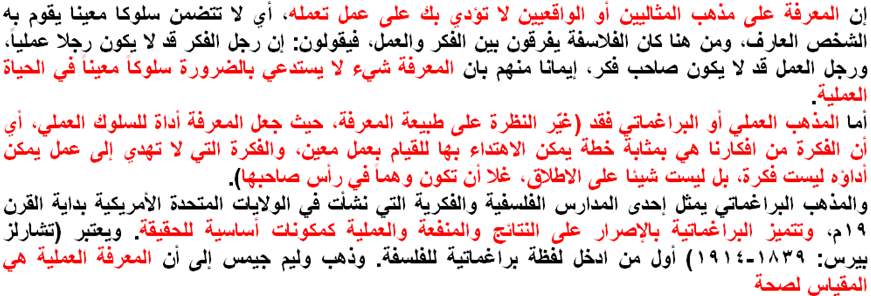 إن المعرفة على مذهب المثاليين أو الواقعيين لا تؤدي بك على عمل تعمله، أي لا تتضمن سلوكا معينا يقوم به
الشخص العارف، ومن هنا كان الفلاسفة يفرقون بين الفكر والعمل، فيقولون: إن رجل الفكر قد لا يكون رجلا عملياً،
ورجل العمل قد لا يكون صاحب فكر، إيمانا منهم بان المعرفة شيء لا يستدعي بالضرورة سلوكاً معيناً في الحياة
العملية.
أما المذهب العملي أو البراغماتي فقد (غيّر النظرة على طبيعة المعرفة، حيث جعل المعرفة أداة للسلوك العملي، أي
أن الفكرة من افكارنا هي بمثابة خطة يمكن الاهتداء بها للقيام بعمل معين، والفكرة التي لا تهدي إلى عمل يمكن
أداؤه ليست فكرة، بل ليست شيئا على الاطلاق، غلا أن تكون وهماً في رأس صاحبها).
والمذهب البراغماتي يمثل إحدى المدارس الفلسفية والفكرية التي نشأت في الولايات المتحدة الأمريكية بداية القرن
١٩م، وتتميز البراغماتية بالإصرار على النتائج والمنفعة والعملية كمكونات أساسية للحقيقة. ويعتبر (تشارلز
بيرس: ١٨٣٩-١٩١٤) أول من ادخل لفظة براغماتية للفلسفة. وذهب وليم جيمس إلى أن المعرفة العملية هي
المقياس لصحة